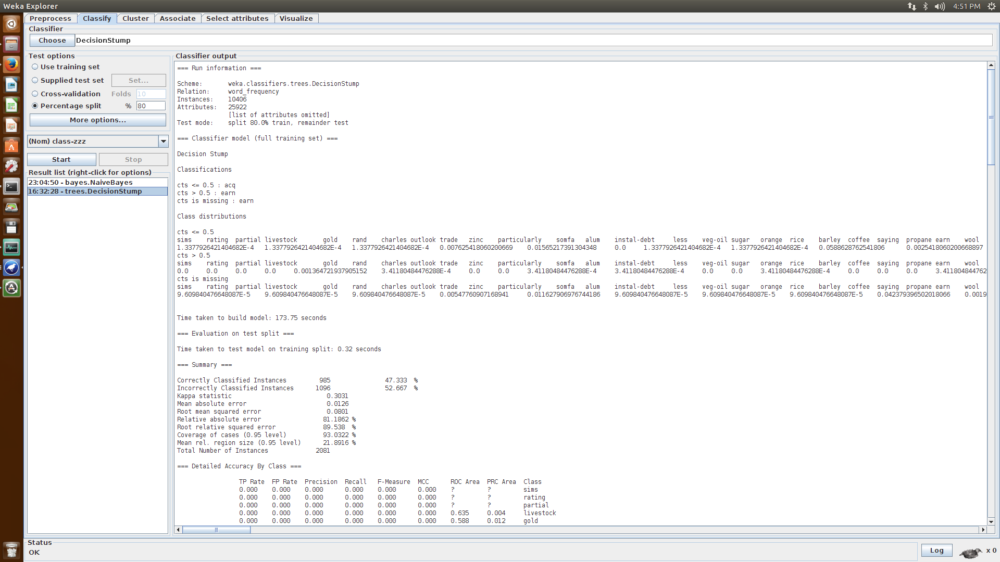 Weka Explorer 4:51 PM
Preprocess Classify Cluster Associate Select attributes Visualize
Classifier
Choose DecisionStump
Test options
Use training set
Supplied test set Set...
Cross-validation Folds 10
Percentage split % 80
More options...
(Nom) class-zzz
Start Stop
Result list (right-click for options)
23:04:50 - bayes.NaiveBayes
16:32:28 - trees.DecisionStump
Classifier output
=== Run information ===
Scheme: weka.classifiers.trees.DecisionStump
Relation: word_frequency
Instances: 10406
Attributes: 25922
[list of attributes omitted]
Test mode: split 80.0% train, remainder test
=== Classifier model (full training set) ===
Decision Stump
Classifications
cts <= 0.5 : acq
cts > 0.5 : earn
cts is missing : earn
Class distributions
cts <= 0.5
sims rating partial livestock gold rand charles outlook trade zinc particularly somfa alum instal-debt less veg-oil sugar orange rice barley coffee saying propane earn wool
1.3377926421404682E-4 1.3377926421404682E-4 1.3377926421404682E-4 0.007625418060200669 0.01565217391304348 0.0 1.3377926421404682E-4 1.3377926421404682E-4 0.0588628762541806 0.0025418060200668897
cts > 0.5
sims rating partial livestock gold rand charles outlook trade zinc particularly somfa alum instal-debt less veg-oil sugar orange rice barley coffee saying propane earn wool
0.0 0.0 0.0 0.0 0.001364721937905152 3.41180484476288E-4 0.0 0.0 3.41180484476288E-4 3.41180484476288E-4 0.0 0.0 3.41180484476288E-4 0.0 0.0 0.0 3.411804844762
cts is missing
sims rating partial livestock gold rand charles outlook trade zinc particularly somfa alum instal-debt less veg-oil sugar orange rice barley coffee saying propane earn wool
9.609840476648087E-5 9.609840476648087E-5 9.609840476648087E-5 0.00547760907168941 0.011627906976744186 9.609840476648087E-5 9.609840476648087E-5 9.609840476648087E-5 0.042379396502018066 0.0019
Time taken to build model: 173.75 seconds
=== Evaluation on test split ===
Time taken to test model on training split: 0.32 seconds
=== Summary ===
Correctly Classified Instances 985 47.333 %
Incorrectly Classified Instances 1096 52.667 %
Kappa statistic 0.3031
Mean absolute error 0.0126
Root mean squared error 0.0801
Relative absolute error 81.1862 %
Root relative squared error 89.538 %
Coverage of cases (0.95 level) 93.0322 %
Mean rel. region size (0.95 level) 21.8916 %
Total Number of Instances 2081
=== Detailed Accuracy By Class ===
TP Rate FP Rate Precision Recall F-Measure MCC ROC Area PRC Area Class
0.000 0.000 0.000 0.000 0.000 0.000 ? ? sims
0.000 0.000 0.000 0.000 0.000 0.000 ? ? rating
0.000 0.000 0.000 0.000 0.000 0.000 ? ? partial
0.000 0.000 0.000 0.000 0.000 0.000 0.635 0.004 livestock
0.000 0.000 0.000 0.000 0.000 0.000 0.588 0.012 gold
Status
OK
Log x 0